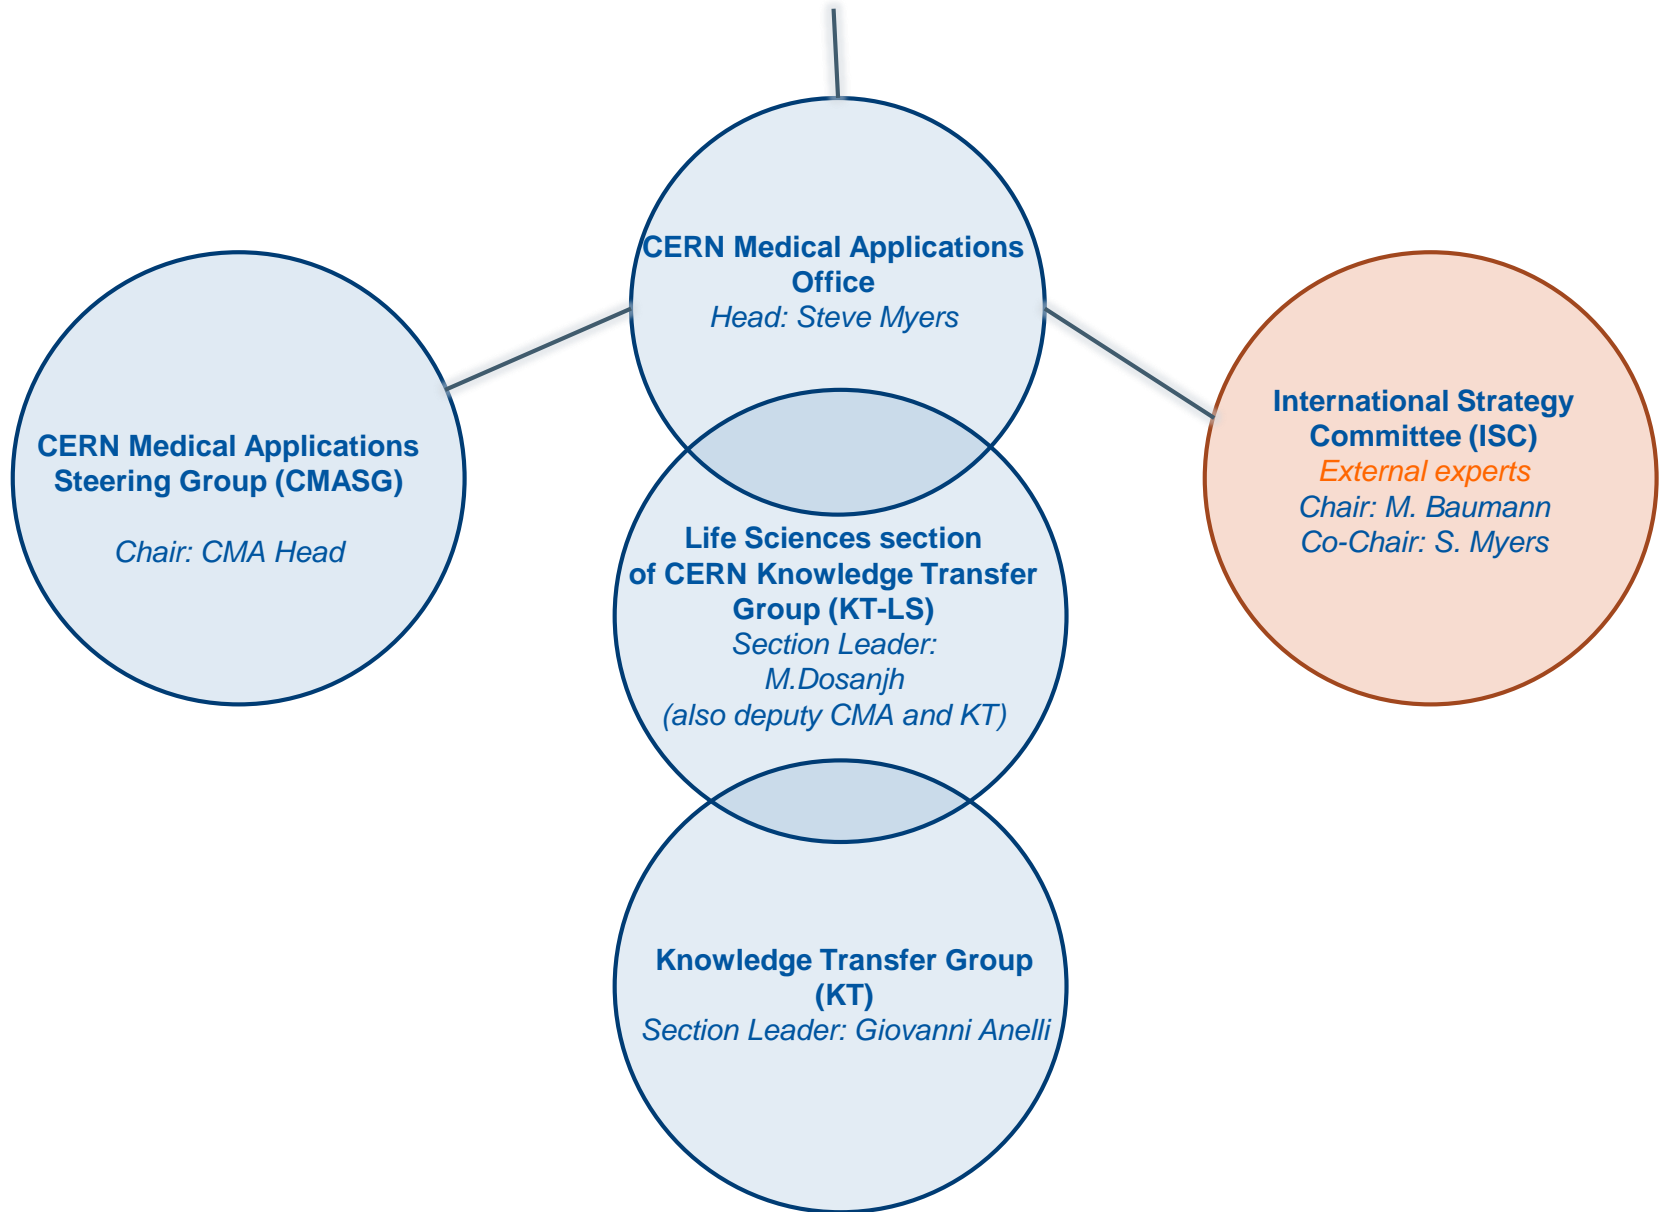 CERN Medical Applications
Office
Head: Steve Myers
CERN Medical Applications
Steering Group (CMASG)
Chair: CMA Head
International Strategy
Committee (ISC)
External experts
Chair: M. Baumann
Co-Chair: S. Myers
Life Sciences section
of CERN Knowledge Transfer
Group (KT-LS)
Section Leader:
M.Dosanjh
(also deputy CMA and KT)
Knowledge Transfer Group
(KT)
Section Leader: Giovanni Anelli